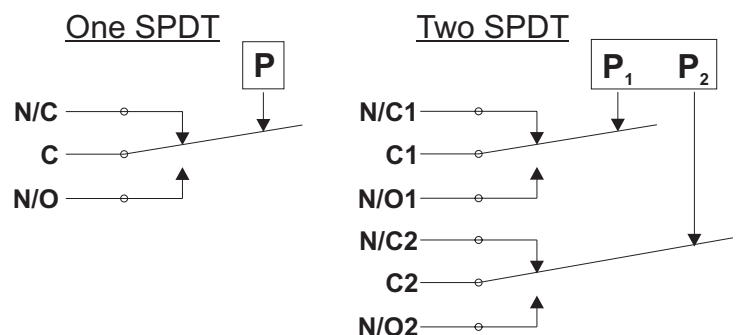 One SPDT
P
N/C
C
N/O
Two SPDT
P1 P2
N/C1
C1
N/O1
N/C2
C2
N/O2